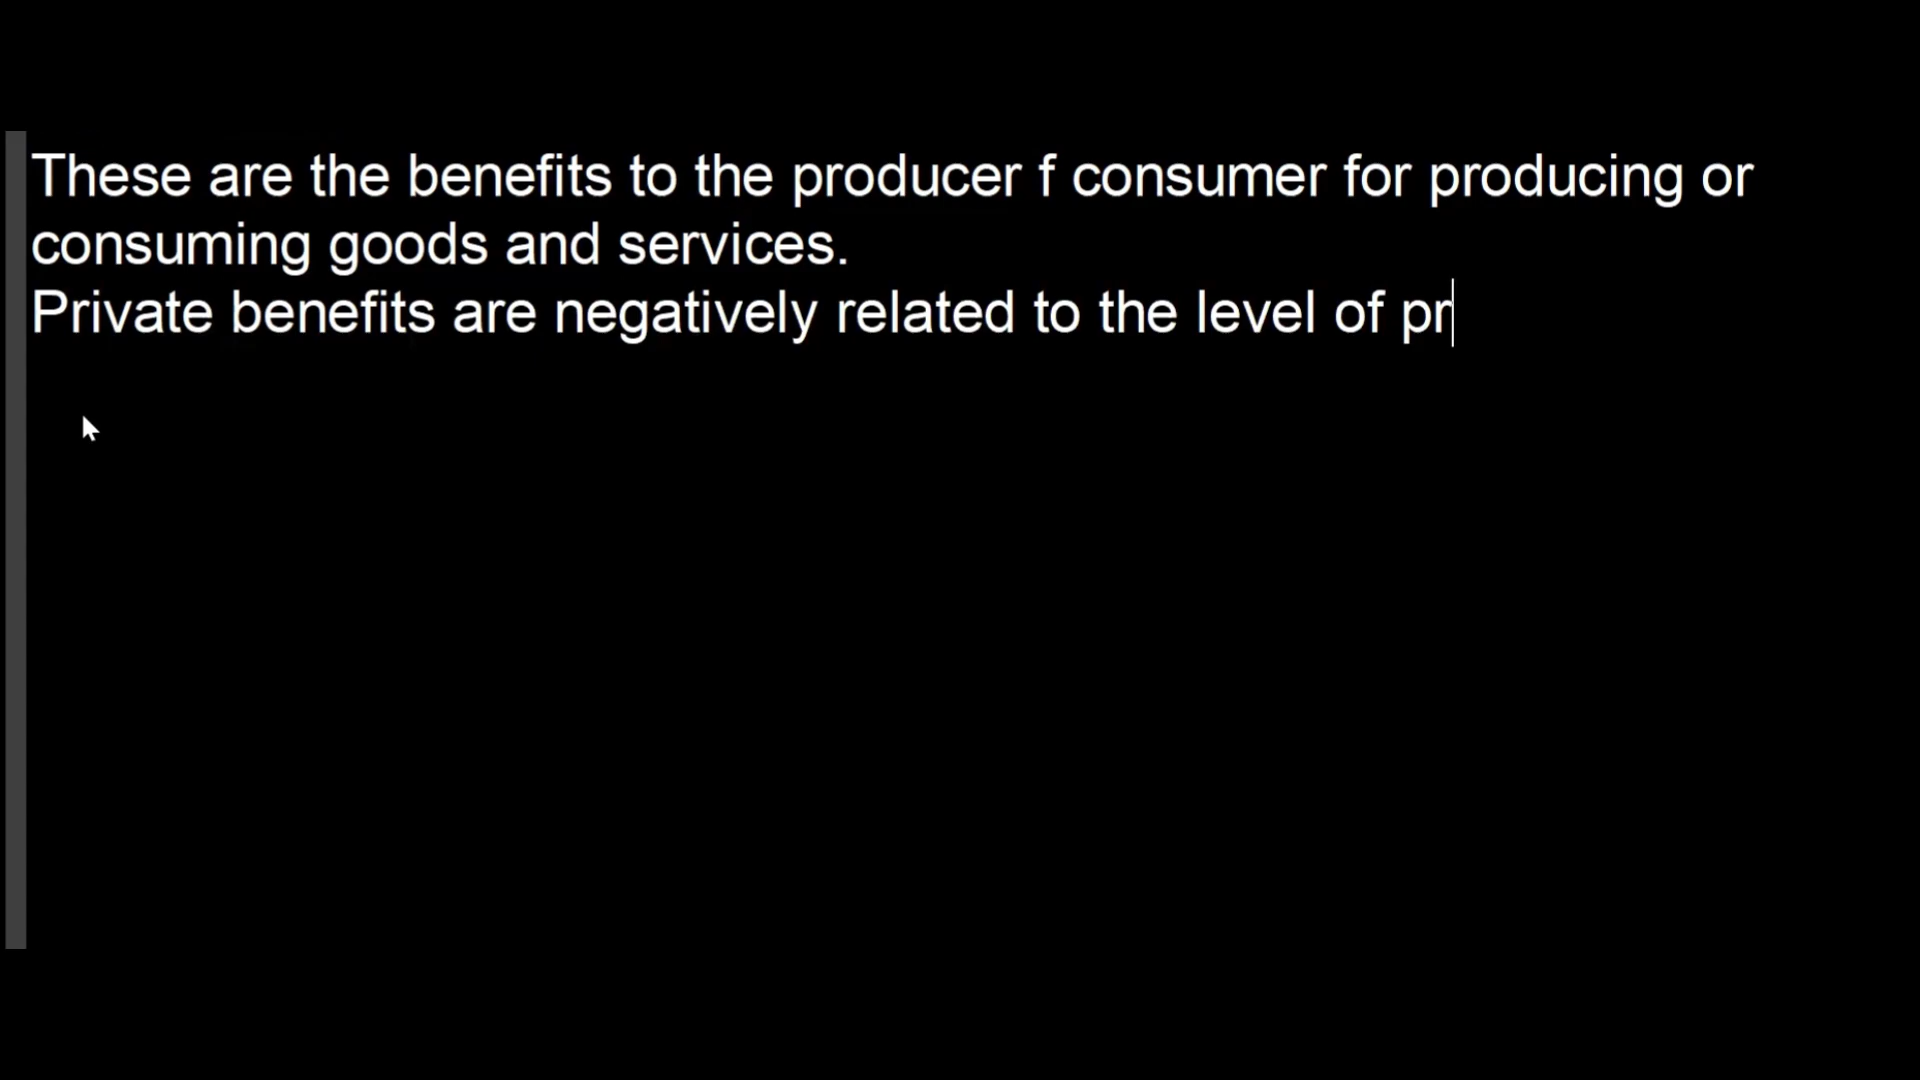 These are the benefits to the producer f consumer for producing or
consuming goods and services.
Private benefits are negatively related to the level of pr